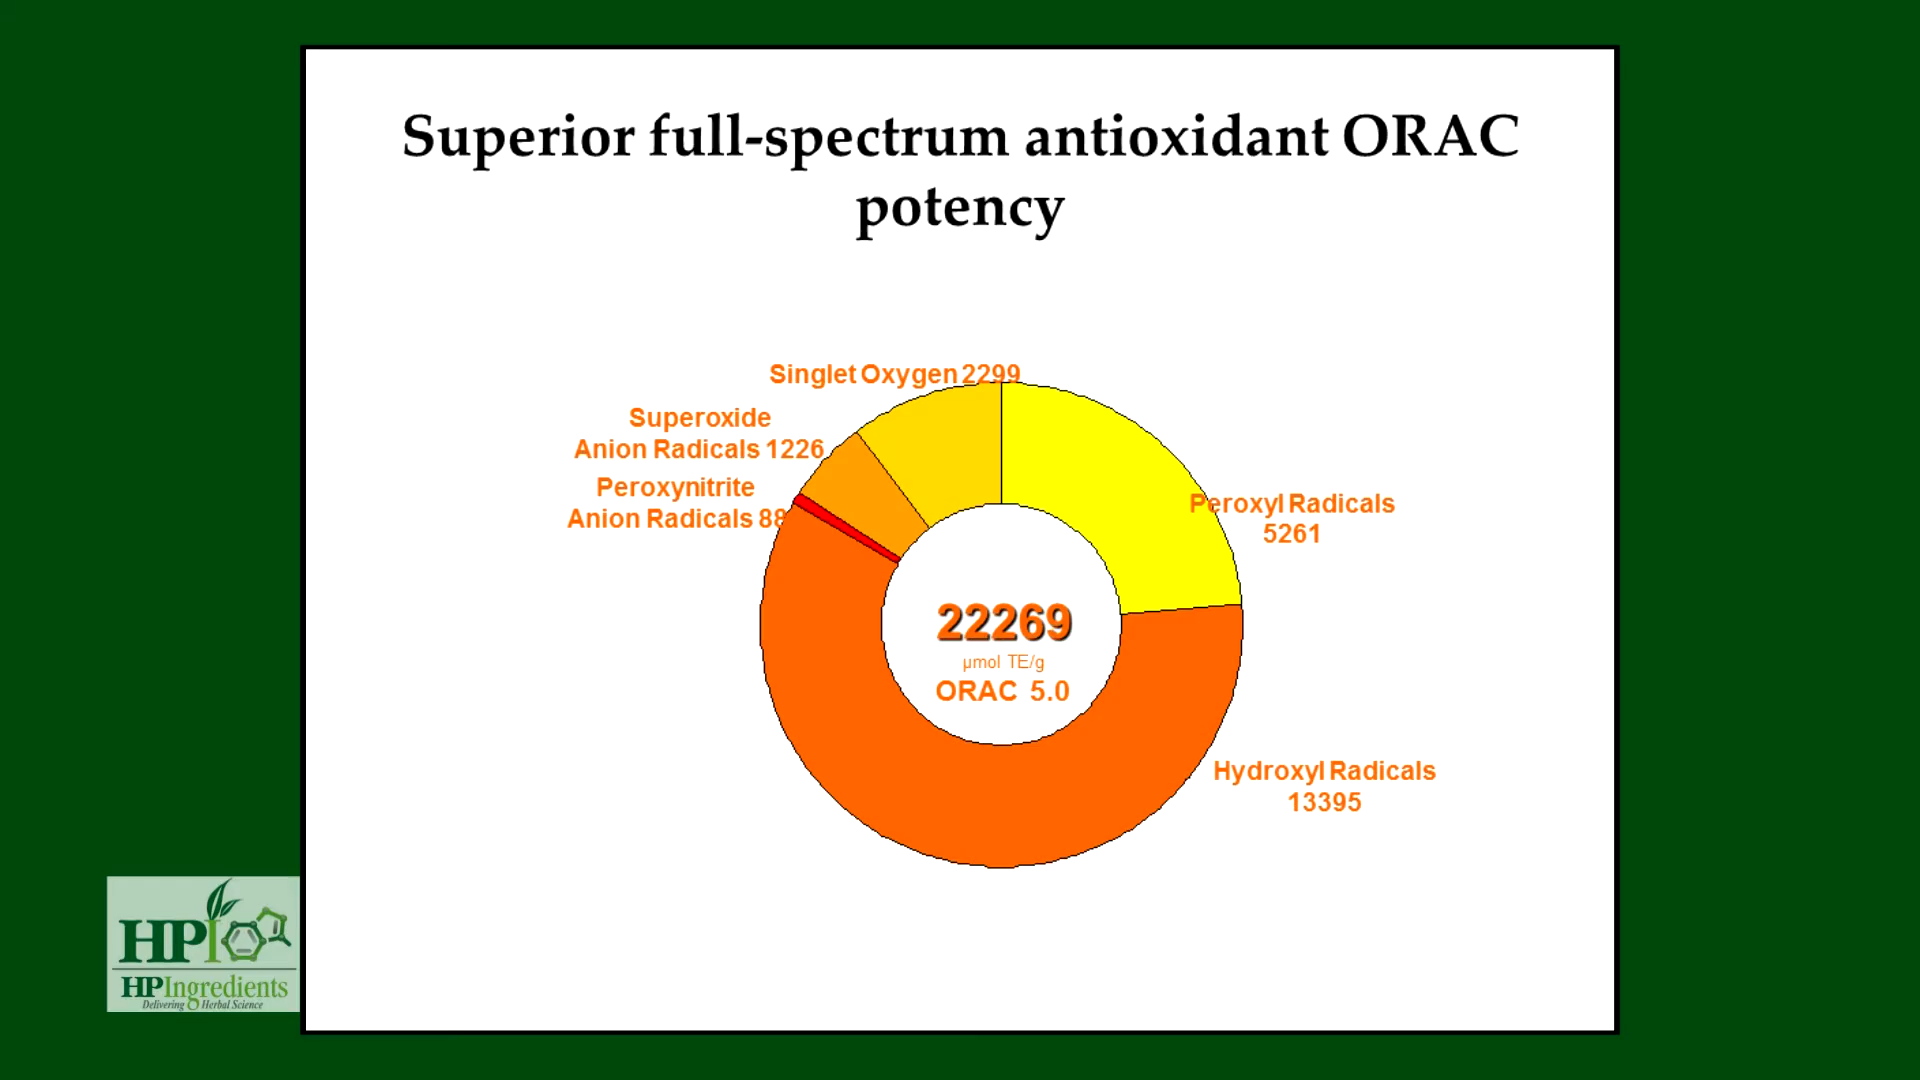 Superior full-spectrum antioxidant ORAC
potency
Singlet Oxygen 2299
Superoxide
Anion Radicals 1226
Peroxynitrite
Anion Radicals 88
Peroxyl Radicals
5261
22269
µmol TE/g
ORAC 5.0
Hydroxyl Radicals
13395
HPI
HPIngredients
Delivering Herbal Science